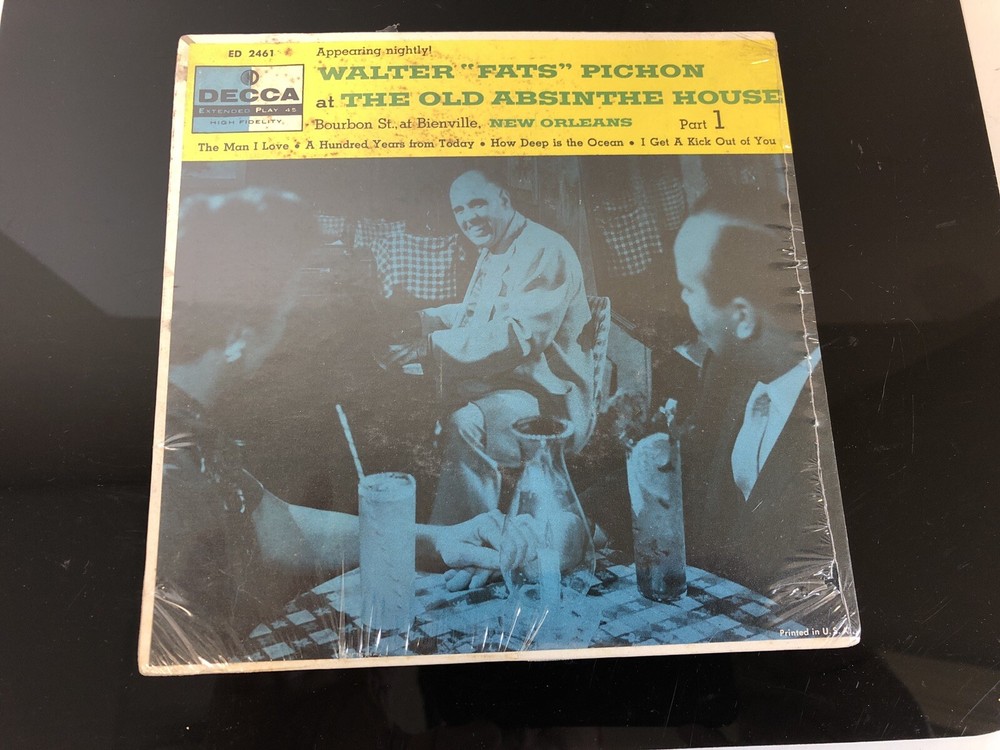 ED 2461
DECCA
EXTENDED PLAY 45
HIGH FIDELITY
Appearing nightly!
WALTER "FATS" PICHON
at THE OLD ABSINTHE HOUSE
Bourbon St., at Bienville, NEW ORLEANS Part 1
The Man I Love • A Hundred Years from Today • How Deep is the Ocean • I Get A Kick Out of You
Printed in U. S. A.